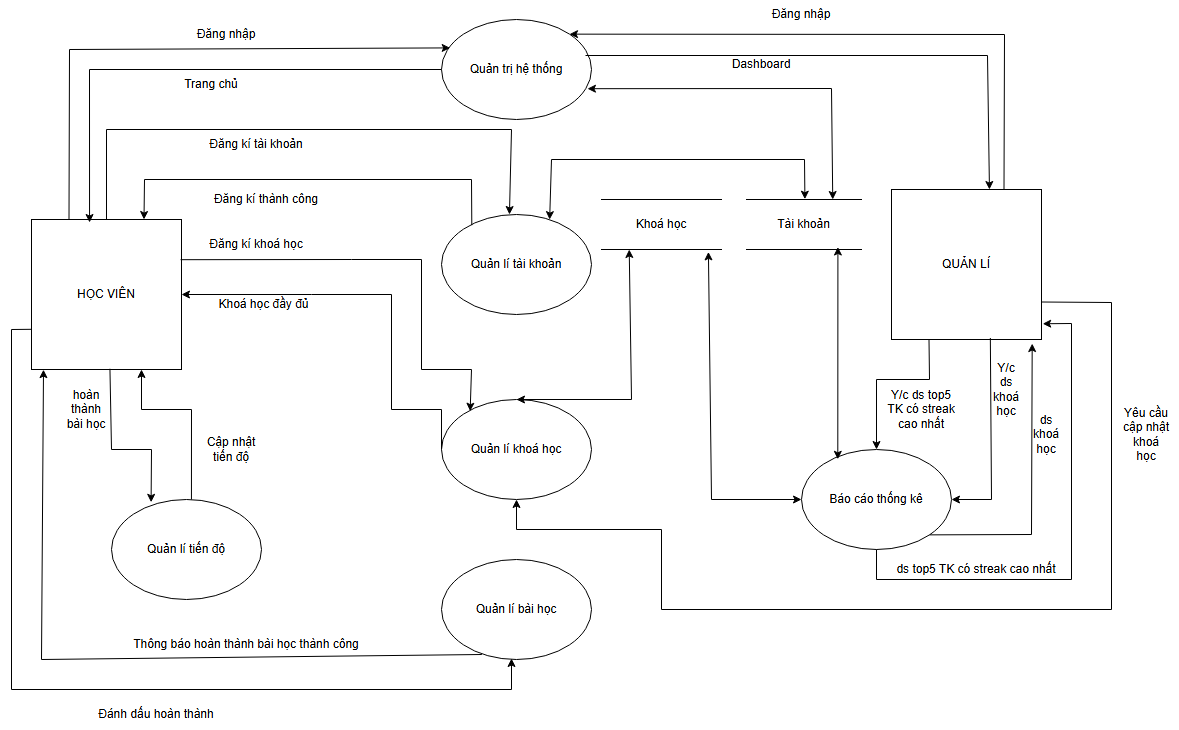 Đăng nhập
Đăng nhập
Quản trị hệ thống
Dashboard
Trang chủ
Đăng kí tải khoản
Đăng kí thành công
Khoá học
Tải khoản
Đăng kí khoá học
Quản lí tải khoản
QUẢN LÍ
HỌC VIÊN
Khoá học đầy đủ
hoàn
thành
bài học
Y/c ds top5
TK có streak
cao nhất
Y/c
ds
khoá
học
ds
khoá
học
Yêu cầu
cập nhật
khoá
học
Cập nhật
tiến độ
Quản lí khoá học
Báo cáo thống kê
Quản lí tiến độ
ds top5 TK có streak cao nhất
Quản lí bài học
Thông báo hoàn thành bài học thành công
Đánh dấu hoàn thành